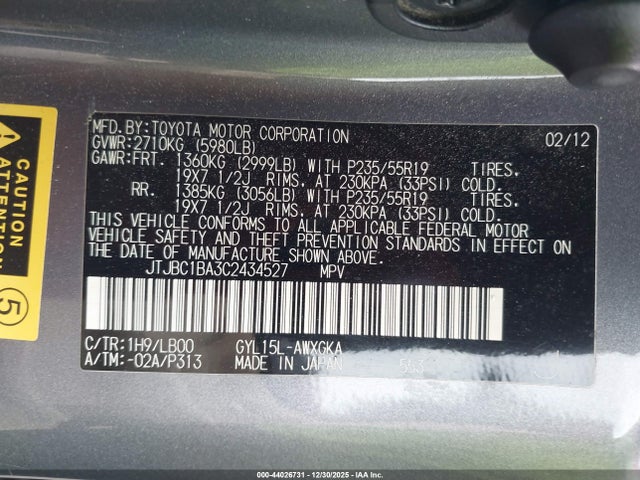 MFD.BY:TOYOTA MOTOR CORPORATION 02/12
GVWR:2710KG (5980LB)
GAWR:FRT. 1360KG (2999LB) WITH P235/55R19 TIRES.
19X7 1/2J RIMS, AT 230KPA (33PSI) COLD.
RR. 1385KG (3056LB) WITH P235/55R19 TIRES.
19X7 1/2J RIMS, AT 230KPA (33PSI) COLD.
THIS VEHICLE CONFORMS TO ALL APPLICABLE FEDERAL MOTOR
VEHICLE SAFETY AND THEFT PREVENTION STANDARDS IN EFFECT ON
THE DATE OF MANUFACTURE SHOWN ABOVE.
JTJBC1BA3C2434527 MPV
C/TR:1H9/LB00 GYL15L-AWXGKA
A/TM:-02A/P313 MADE IN JAPAN
5
000-44026731 - 12/30/2025 - IAA Inc.